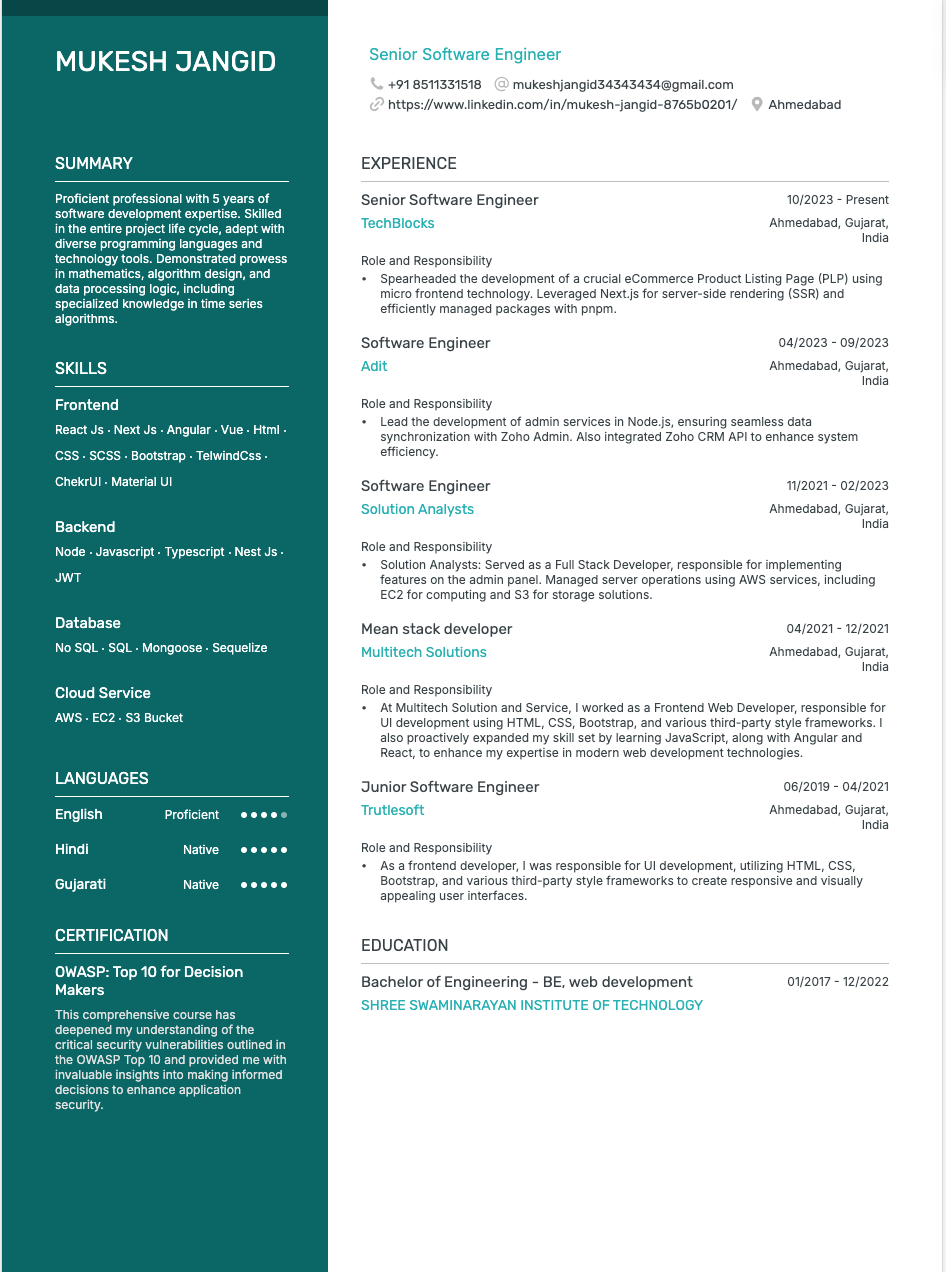 MUKESH JANGID
SUMMARY
Proficient professional with 5 years of
software development expertise. Skilled
in the entire project life cycle, adept with
diverse programming languages and
technology tools. Demonstrated prowess
in mathematics, algorithm design, and
data processing logic, including
specialized knowledge in time series
algorithms.
SKILLS
Frontend
React Js · Next Js · Angular · Vue · Html ·
CSS · SCSS · Bootstrap · TelwindCss ·
ChekrUI · Material UI
Backend
Node · Javascript · Typescript · Nest Js ·
JWT
Database
No SQL · SQL · Mongoose · Sequelize
Cloud Service
AWS · EC2 · S3 Bucket
LANGUAGES
English Proficient
Hindi Native
Gujarati Native
CERTIFICATION
OWASP: Top 10 for Decision
Makers
This comprehensive course has
deepened my understanding of the
critical security vulnerabilities outlined in
the OWASP Top 10 and provided me with
invaluable insights into making informed
decisions to enhance application
security.
Senior Software Engineer
+91 8511331518 mukeshjangid34343434@gmail.com
https://www.linkedin.com/in/mukesh-jangid-8765b0201/ Ahmedabad
EXPERIENCE
Senior Software Engineer 10/2023 - Present
TechBlocks Ahmedabad, Gujarat,
India
Role and Responsibility
• Spearheaded the development of a crucial eCommerce Product Listing Page (PLP) using
micro frontend technology. Leveraged Next.js for server-side rendering (SSR) and
efficiently managed packages with pnpm.
Software Engineer 04/2023 - 09/2023
Adit Ahmedabad, Gujarat,
India
Role and Responsibility
• Lead the development of admin services in Node.js, ensuring seamless data
synchronization with Zoho Admin. Also integrated Zoho CRM API to enhance system
efficiency.
Software Engineer 11/2021 - 02/2023
Solution Analysts Ahmedabad, Gujarat,
India
Role and Responsibility
• Solution Analysts: Served as a Full Stack Developer, responsible for implementing
features on the admin panel. Managed server operations using AWS services, including
EC2 for computing and S3 for storage solutions.
Mean stack developer 04/2021 - 12/2021
Multitech Solutions Ahmedabad, Gujarat,
India
Role and Responsibility
• At Multitech Solution and Service, I worked as a Frontend Web Developer, responsible for
UI development using HTML, CSS, Bootstrap, and various third-party style frameworks. I
also proactively expanded my skill set by learning JavaScript, along with Angular and
React, to enhance my expertise in modern web development technologies.
Junior Software Engineer 06/2019 - 04/2021
Trutlesoft Ahmedabad, Gujarat,
India
Role and Responsibility
• As a frontend developer, I was responsible for UI development, utilizing HTML, CSS,
Bootstrap, and various third-party style frameworks to create responsive and visually
appealing user interfaces.
EDUCATION
Bachelor of Engineering - BE, web development 01/2017 - 12/2022
SHREE SWAMINARAYAN INSTITUTE OF TECHNOLOGY